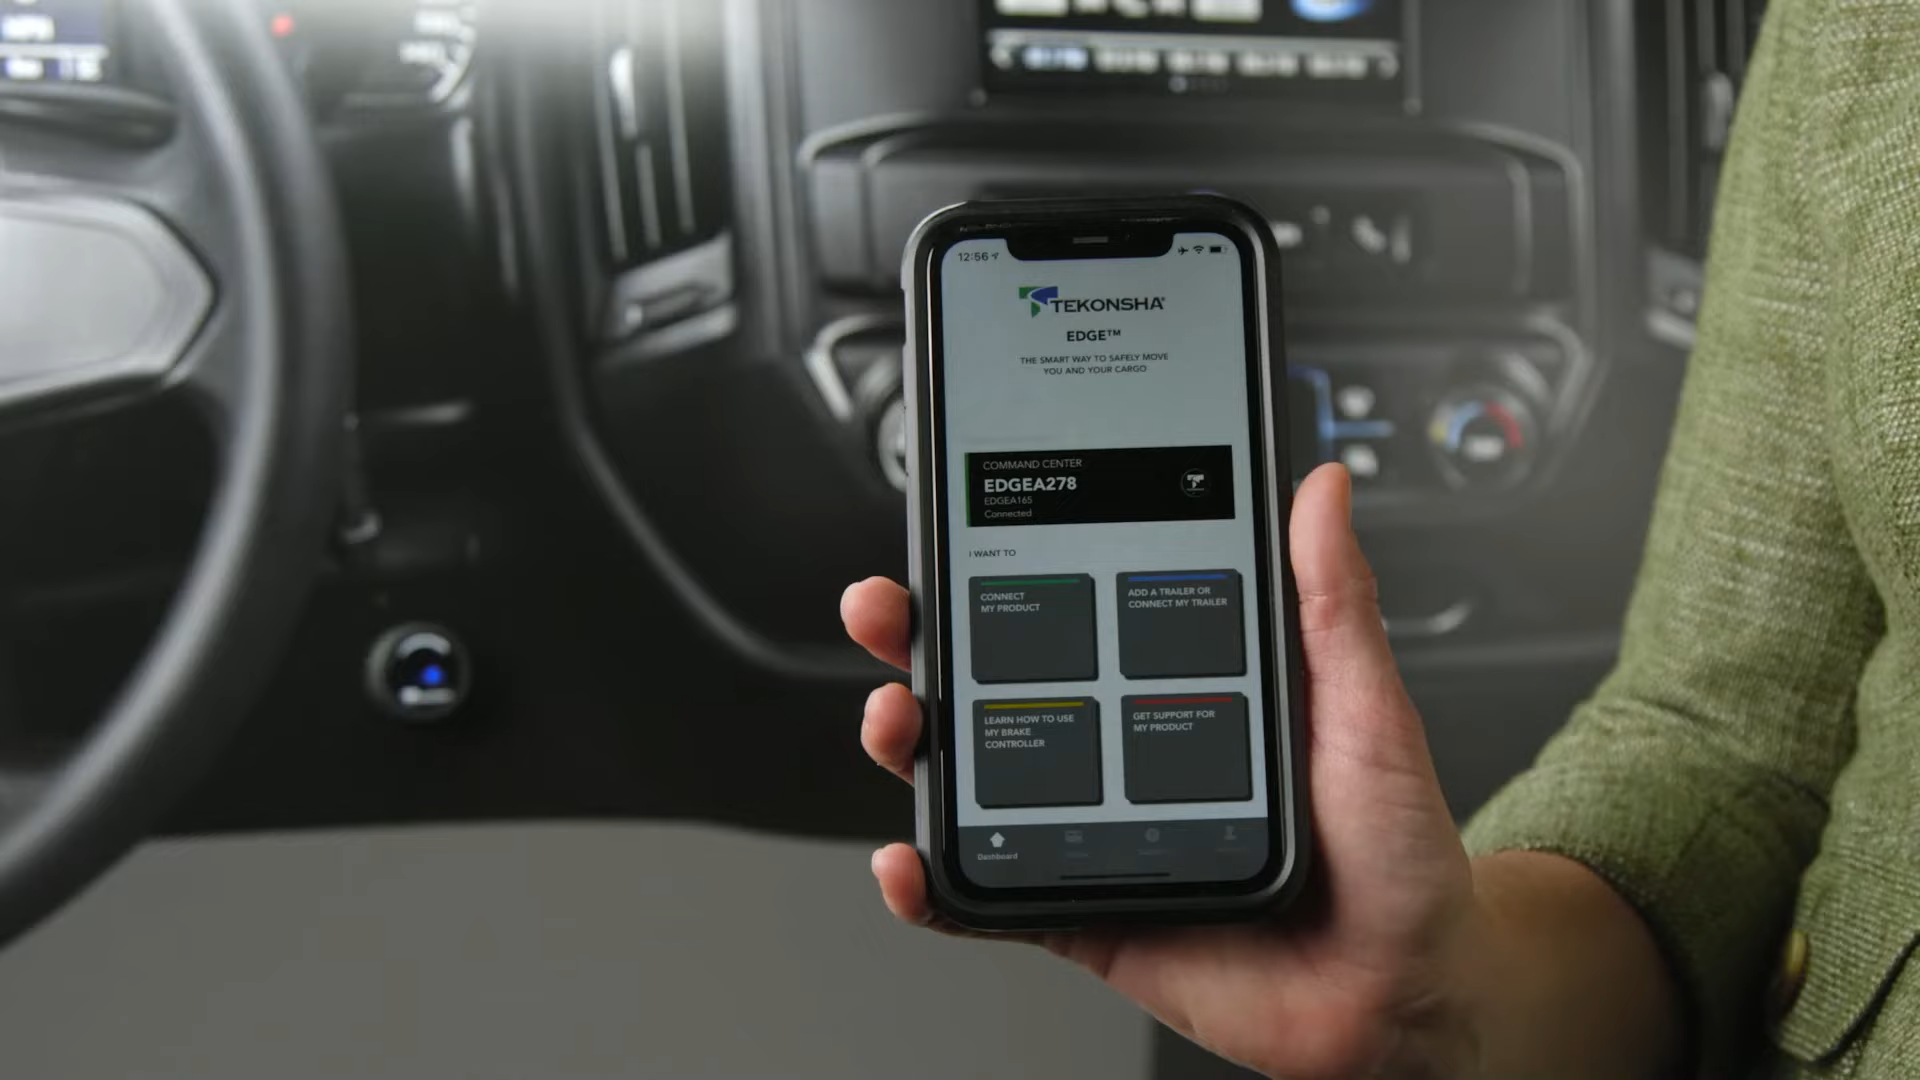 12:56
TEKONSHA®
EDGE™
THE SMART WAY TO SAFELY MOVE
YOU AND YOUR CARGO
COMMAND CENTER
EDGEA278
EDGEA165
Connected
I WANT TO
CONNECT
MY PRODUCT
ADD A TRAILER OR
CONNECT MY TRAILER
LEARN HOW TO USE
MY BRAKE
CONTROLLER
GET SUPPORT FOR
MY PRODUCT
Dashboard